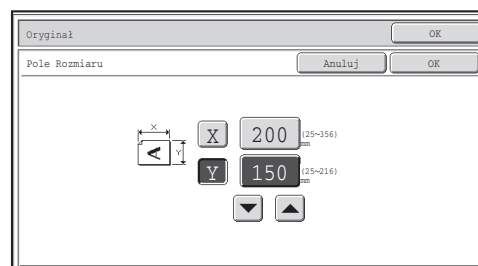 Oryginał OK
Pole Rozmiaru Anuluj OK
X
A Y
X 200 (25~356)
mm
Y 150 (25~216)
mm